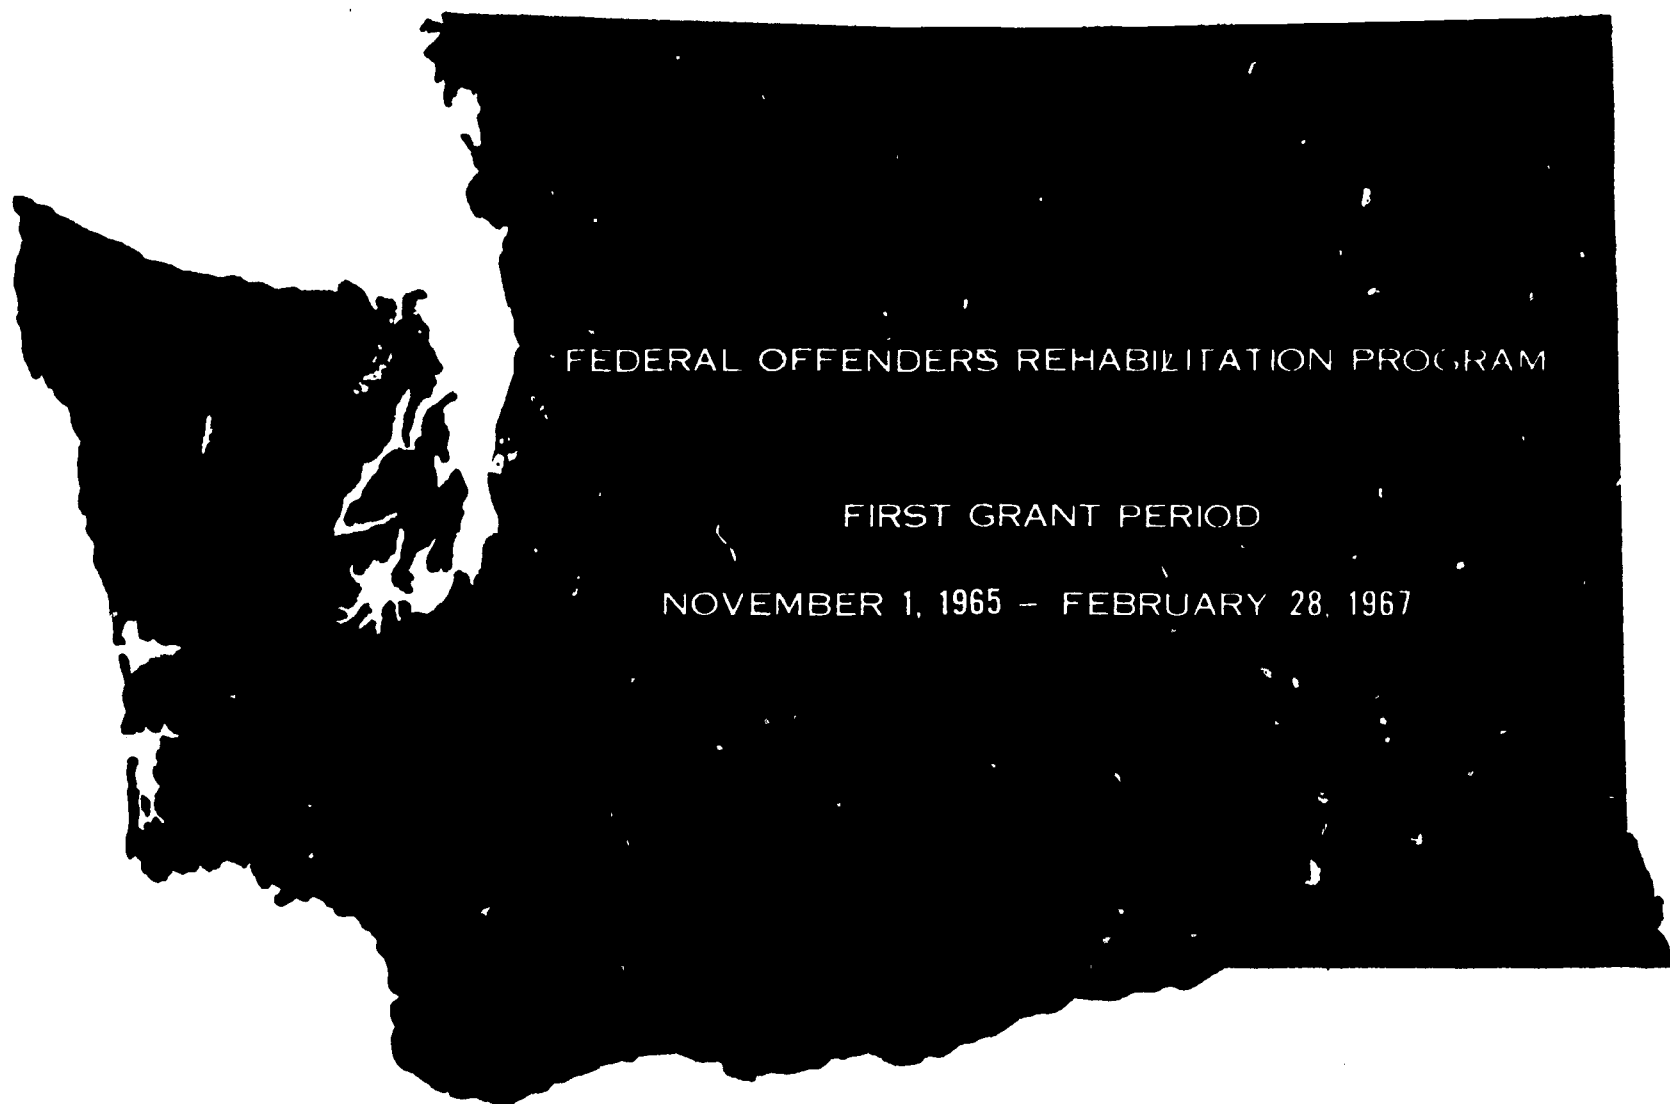 FEDERAL OFFENDERS REHABILITATION PROGRAM
FIRST GRANT PERIOD
NOVEMBER 1, 1965 – FEBRUARY 28, 1967